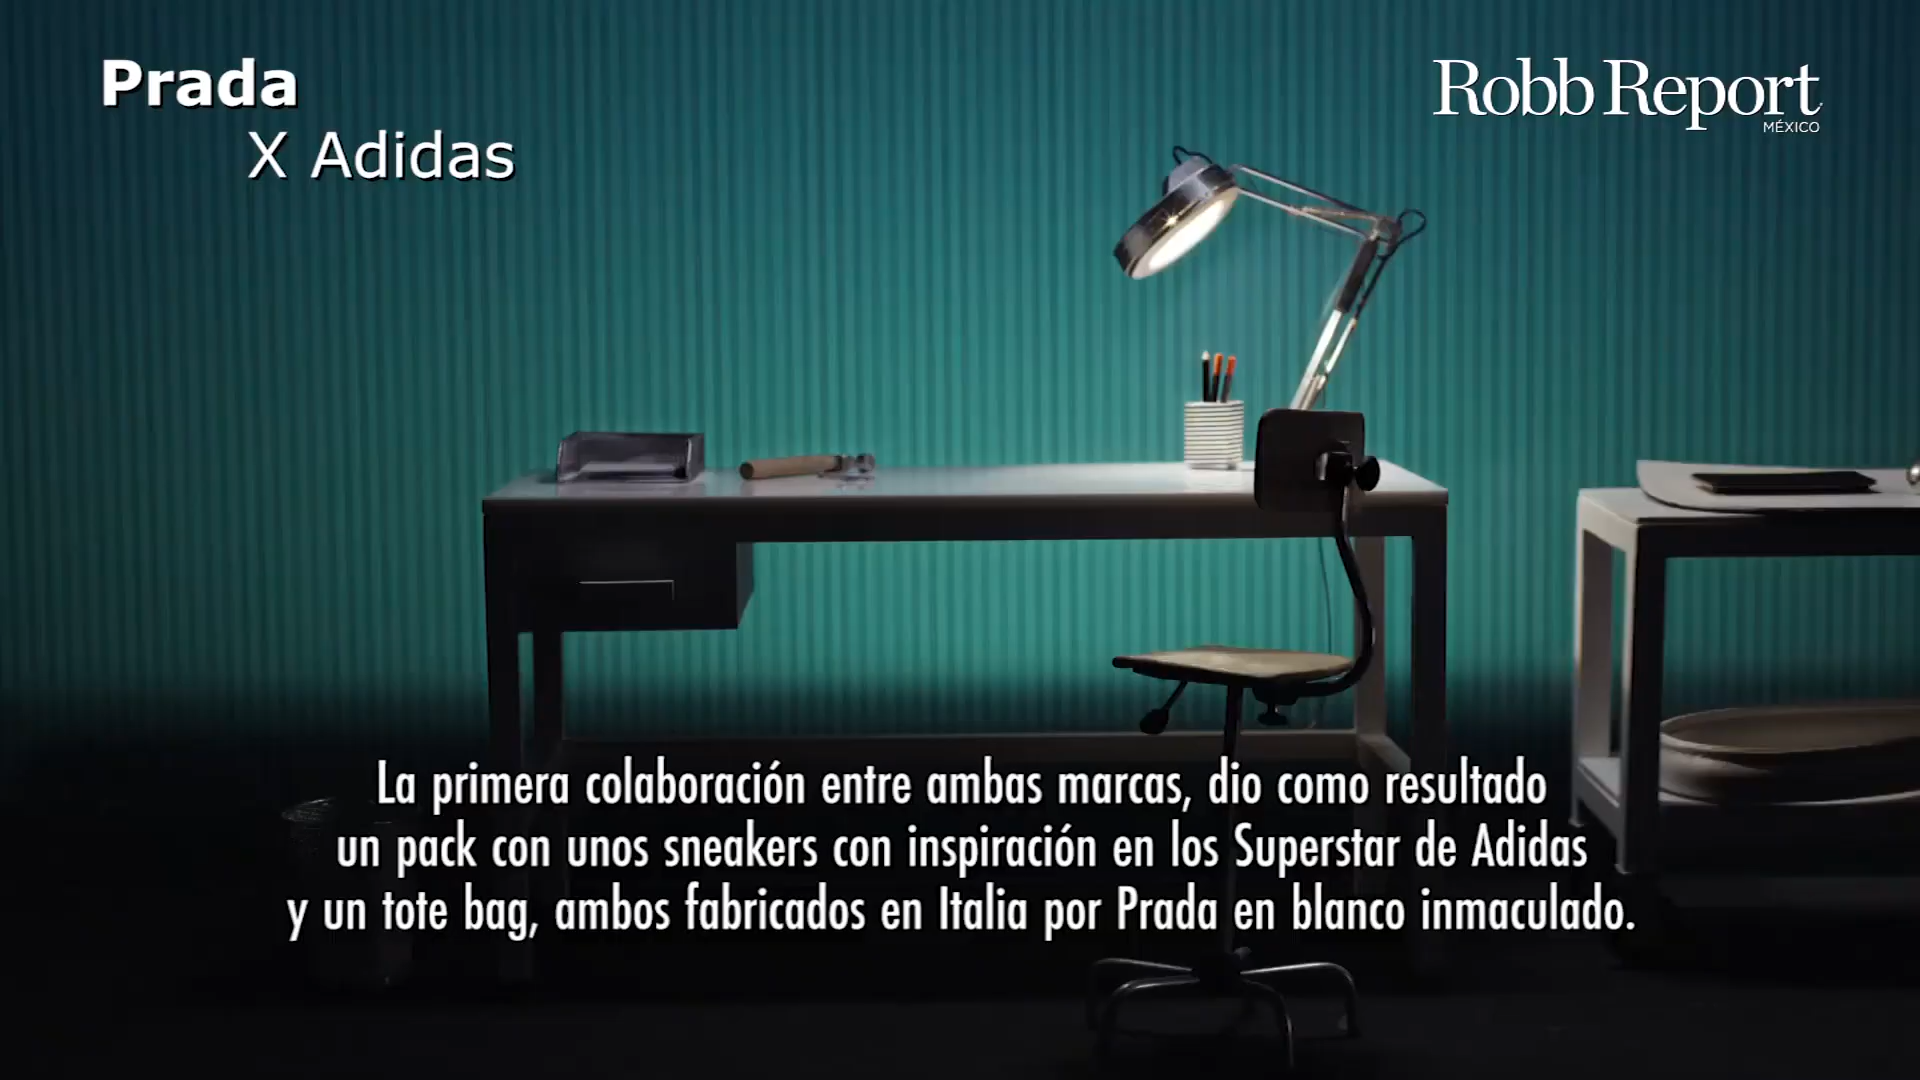 Prada
X Adidas
Robb Report
MÉXICO
La primera colaboración entre ambas marcas, dio como resultado
un pack con unos sneakers con inspiración en los Superstar de Adidas
y un tote bag, ambos fabricados en Italia por Prada en blanco inmaculado.